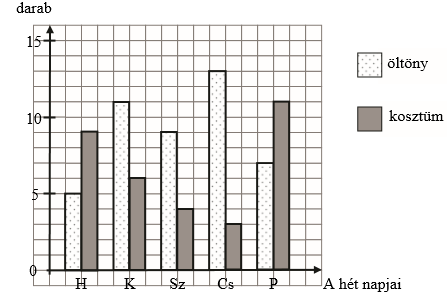 darab
15
10
5
0
H K Sz Cs P
A hét napjai
öltöny
kosztüm